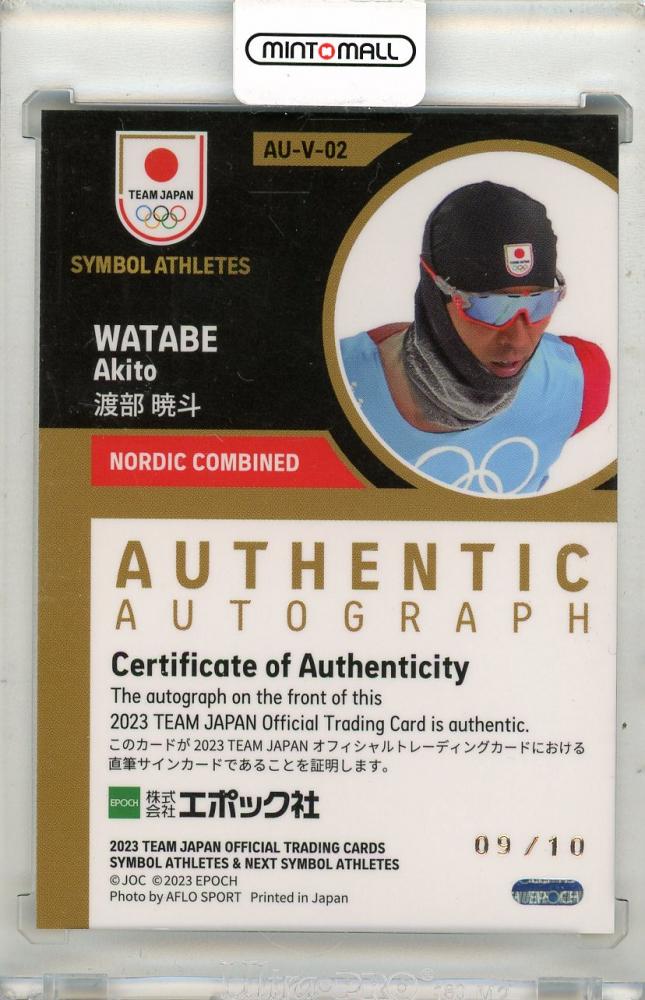 MINTOMALL
AU-V-02
TEAM JAPAN
SYMBOL ATHLETES
WATABE
Akito
渡部 暁斗
NORDIC COMBINED
AUTHENTIC
AUTOGRAPH
Certificate of Authenticity
The autograph on the front of this
2023 TEAM JAPAN Official Trading Card is authentic.
このカードが 2023 TEAM JAPAN オフィシャルトレーディングカードにおける
直筆サインカードであることを証明します。
EPOCH 株式会社 エポック社
2023 TEAM JAPAN OFFICIAL TRADING CARDS
SYMBOL ATHLETES & NEXT SYMBOL ATHLETES
©JOC ©2023 EPOCH
Photo by AFLO SPORT Printed in Japan
09/10
EPOCH
Ultra PRO®